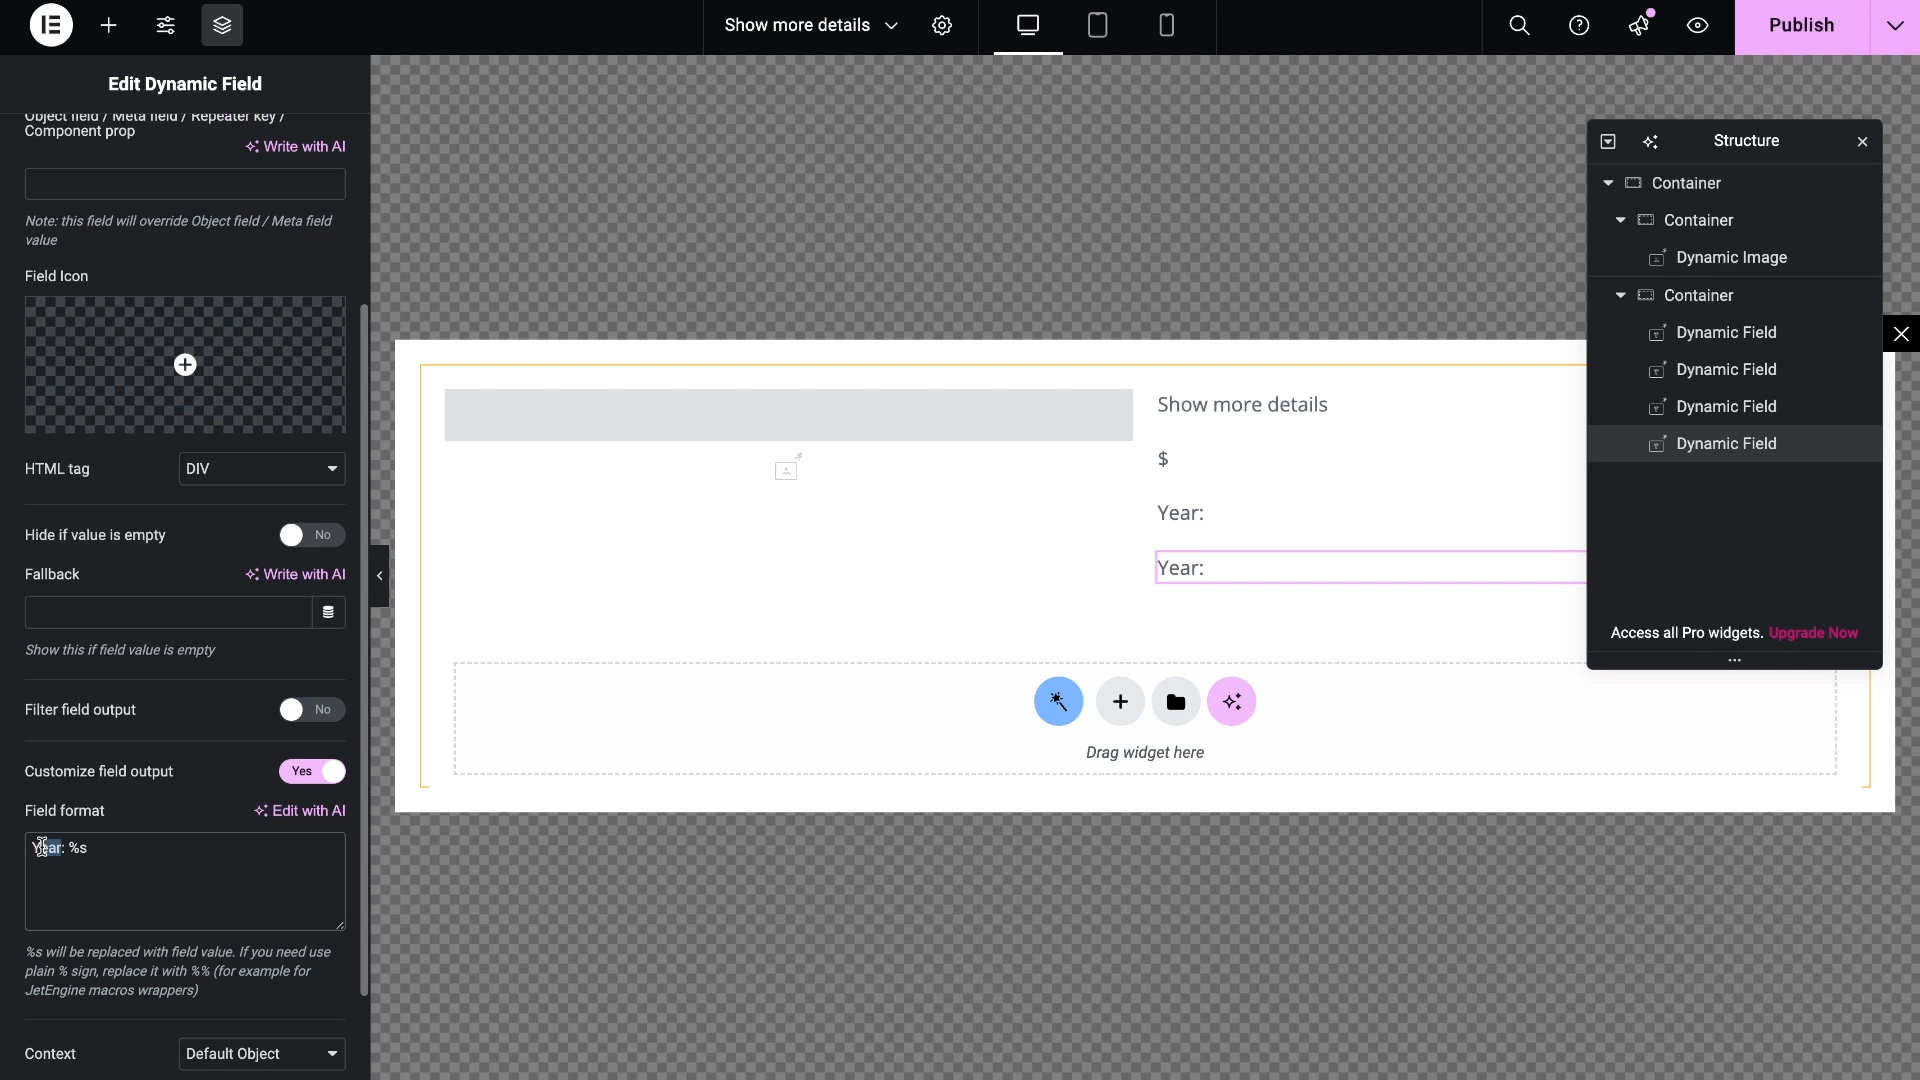 Show more details
Publish
Edit Dynamic Field
Object field / Meta field / Repeater key /
Component prop
Write with AI
Note: this field will override Object field / Meta field
value
Field Icon
HTML tag
DIV
Hide if value is empty
No
Fallback
Write with AI
Show this if field value is empty
Filter field output
No
Customize field output
Yes
Field format
Edit with AI
Year: %s
%s will be replaced with field value. If you need use
plain % sign, replace it with %% (for example for
JetEngine macros wrappers)
Context
Default Object
Show more details
$
Year:
Year:
Drag widget here
Structure
Container
Container
Dynamic Image
Container
Dynamic Field
Dynamic Field
Dynamic Field
Dynamic Field
Access all Pro widgets. Upgrade Now